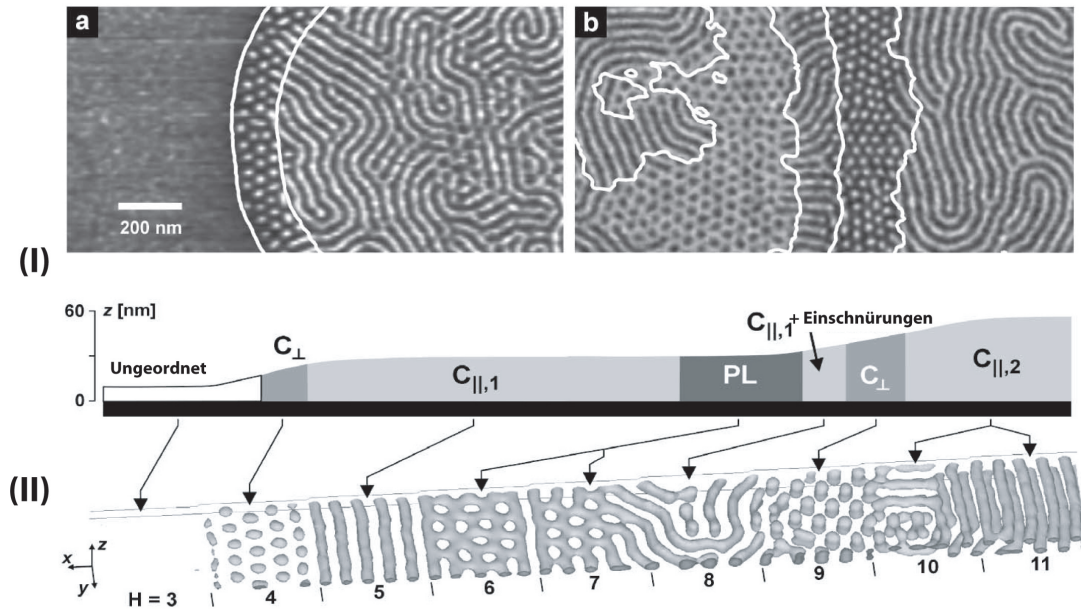 a
b
200 nm
(I)
60
z [nm]
0
Ungeordnet
C⊥
C||,1
PL
C||,1 + Einschnürungen
C⊥
C||,2
(II)
x
z
y
H = 3
4
5
6
7
8
9
10
11